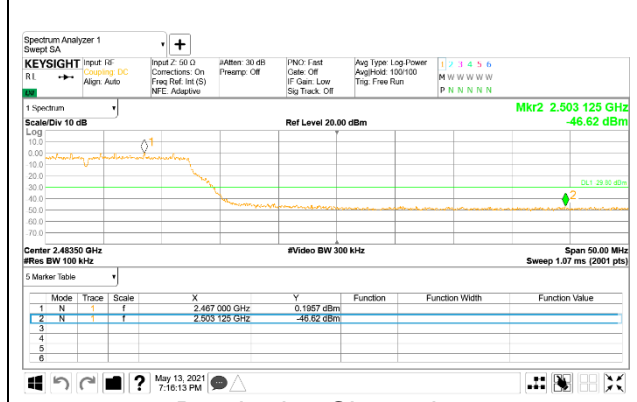 Spectrum Analyzer 1
Swept SA
KEYSIGHT Input: RF Input Z: 50 Ω #Atten: 30 dB PNO: Fast Avg Type: Log-Power 1 2 3 4 5 6
Coupling: DC Corrections: On Preamp: Off Gate: Off Avg|Hold: 100/100 M W W W W W
R L Align: Auto Freq Ref: Int (S) IF Gain: Low Trig: Free Run
NFE: Adaptive Sig Track: Off P N N N N N
1 Spectrum
Mkr2 2.503 125 GHz
Scale/Div 10 dB Ref Level 20.00 dBm -46.62 dBm
Log
10.0
0.00
10.0
20.0
30.0
40.0
50.0
60.0
70.0
1
2
Center 2.48350 GHz #Video BW 300 kHz Span 50.00 MHz
#Res BW 100 kHz Sweep 1.07 ms (2001 pts)
5 Marker Table
Mode Trace Scale X Y Function Function Width Function Value
1 N 1 f 2.467 000 GHz 0.1957 dBm
2 N 1 f 2.503 125 GHz -46.62 dBm
3
4
5
6
? May 13, 2021
7:16:13 PM